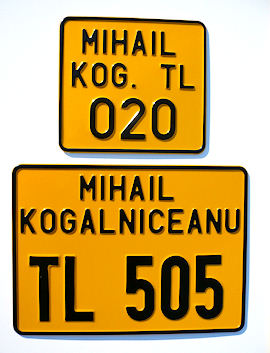 MIHAIL
KOG. TL
020
MIHAIL
KOGALNICEANU
TL 505